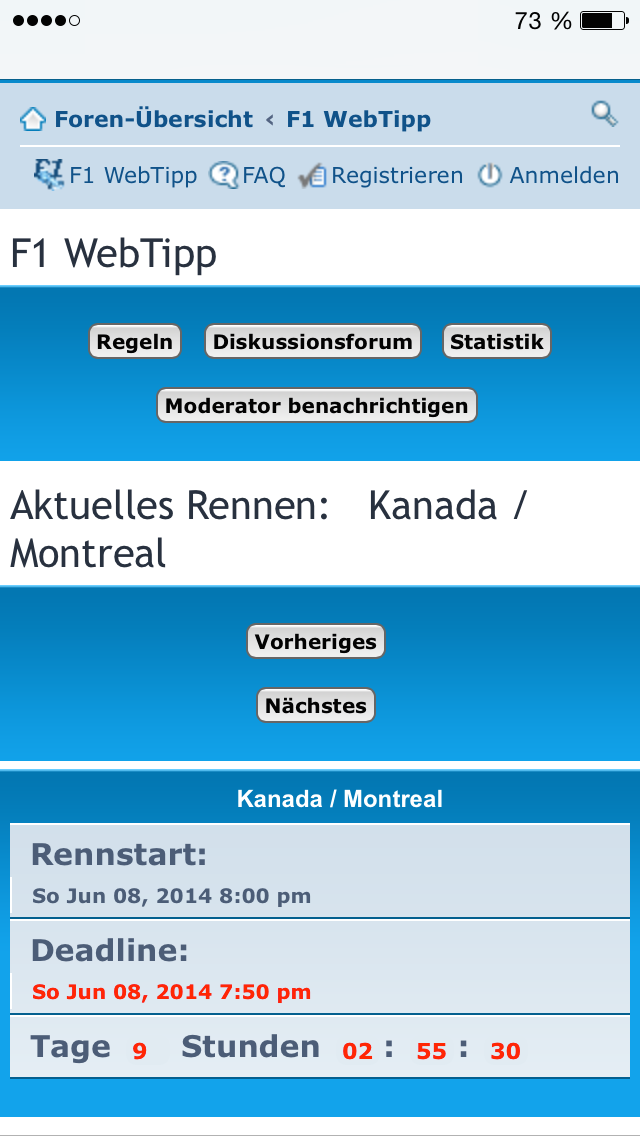 73 %
Foren-Übersicht ‹ F1 WebTipp
F1 WebTipp FAQ Registrieren Anmelden
F1 WebTipp
Regeln Diskussionsforum Statistik
Moderator benachrichtigen
Aktuelles Rennen: Kanada /
Montreal
Vorheriges
Nächstes
Kanada / Montreal
Rennstart:
So Jun 08, 2014 8:00 pm
Deadline:
So Jun 08, 2014 7:50 pm
Tage 9 Stunden 02 : 55 : 30